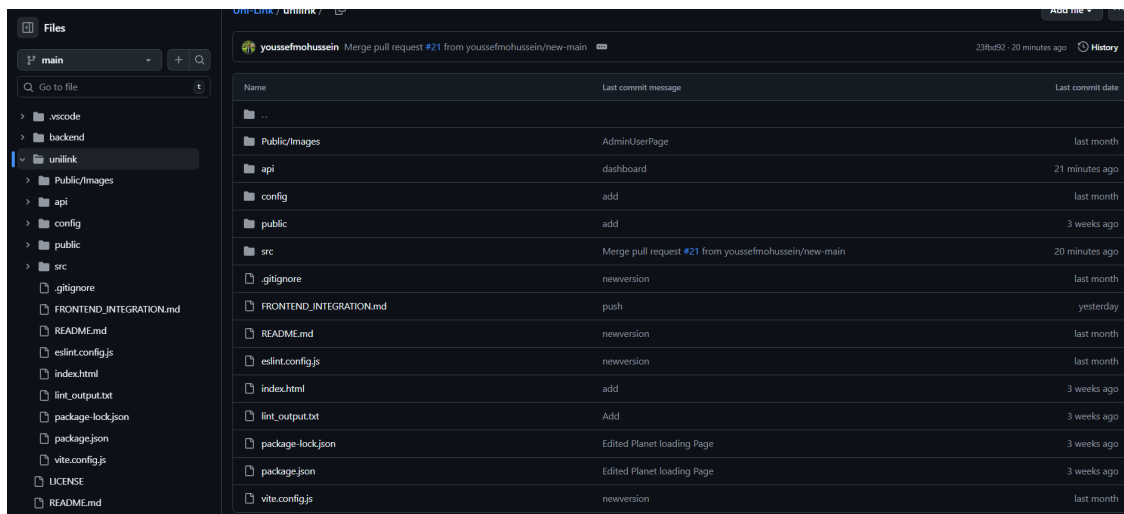 Files
main
Go to file
t
.vscode
backend
unilink
Public/Images
api
config
public
src
.gitignore
FRONTEND_INTEGRATION.md
README.md
eslint.config.js
index.html
lint_output.txt
package-lock.json
package.json
vite.config.js
LICENSE
README.md
Uni-Link / unilink /
Add file
youssefmohussein Merge pull request #21 from youssefmohussein/new-main
23fbd92 · 20 minutes ago History
Name Last commit message Last commit date
..
Public/Images AdminUserPage last month
api dashboard 21 minutes ago
config add last month
public add 3 weeks ago
src Merge pull request #21 from youssefmohussein/new-main 20 minutes ago
.gitignore newversion last month
FRONTEND_INTEGRATION.md push yesterday
README.md newversion last month
eslint.config.js newversion last month
index.html add 3 weeks ago
lint_output.txt Add 3 weeks ago
package-lock.json Edited Planet loading Page 3 weeks ago
package.json Edited Planet loading Page 3 weeks ago
vite.config.js newversion last month